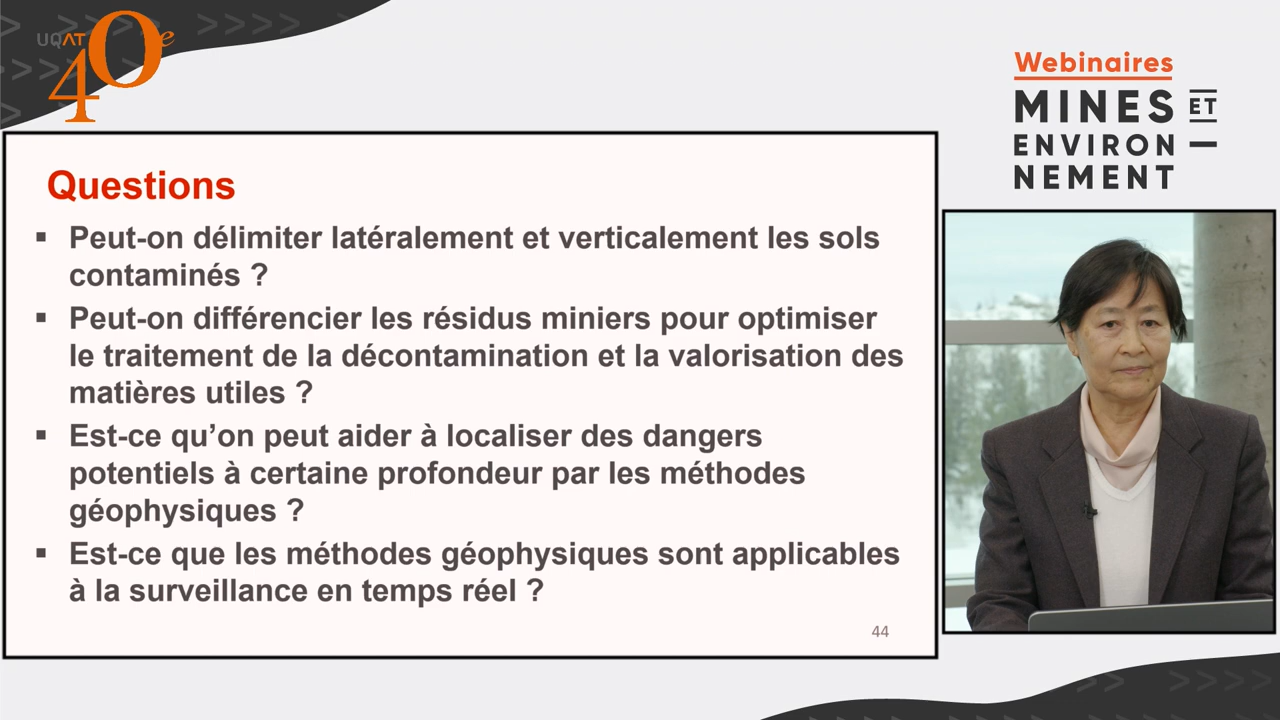 UQAT
40e
Webinaires
MINES ET
ENVIRON—
NEMENT
Questions
▪ Peut-on délimiter latéralement et verticalement les sols
contaminés ?
▪ Peut-on différencier les résidus miniers pour optimiser
le traitement de la décontamination et la valorisation des
matières utiles ?
▪ Est-ce qu’on peut aider à localiser des dangers
potentiels à certaine profondeur par les méthodes
géophysiques ?
▪ Est-ce que les méthodes géophysiques sont applicables
à la surveillance en temps réel ?
44